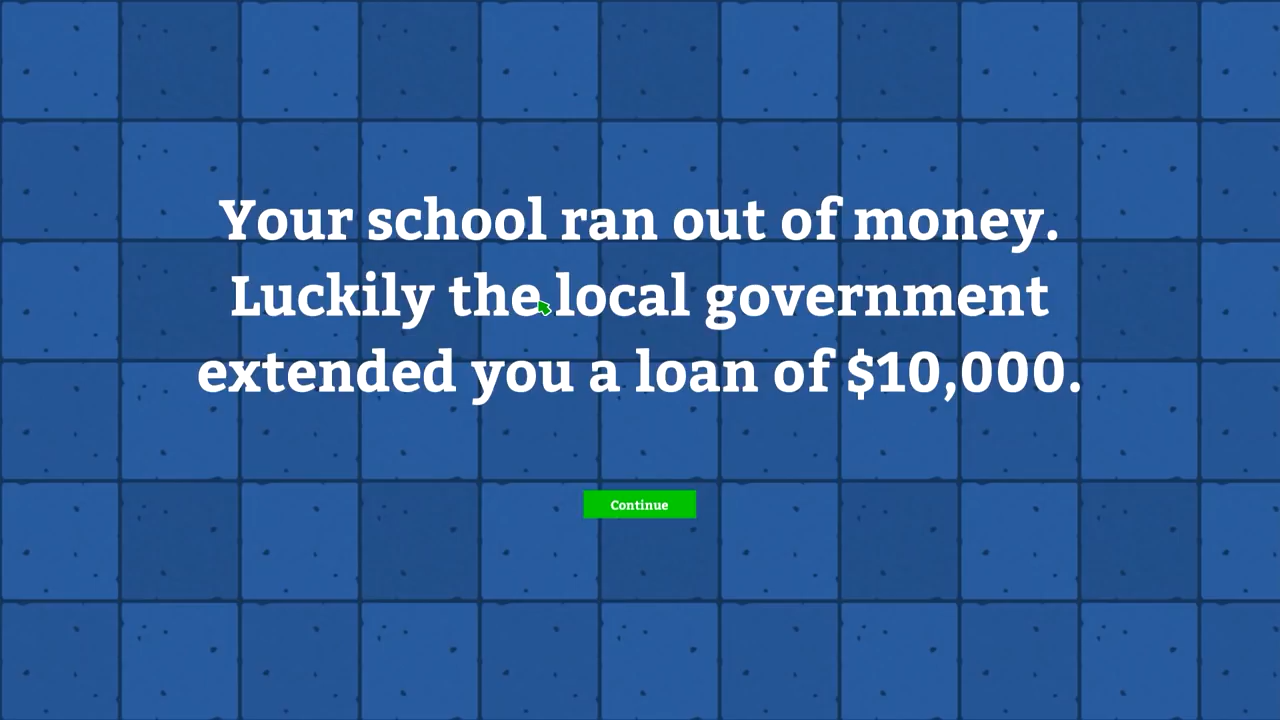 Your school ran out of money.
Luckily the local government
extended you a loan of $10,000.
Continue